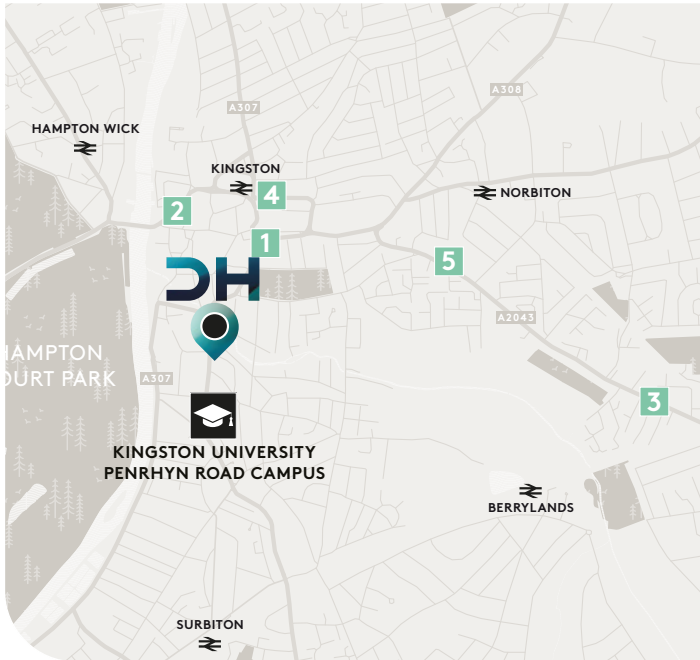 A308
A307
HAMPTON WICK
KINGSTON
4
NORBITON
2
1
5
DH
A2043
HAMPTON
COURT PARK
A307
3
KINGSTON UNIVERSITY
PENRHYN ROAD CAMPUS
BERRYLANDS
SURBITON